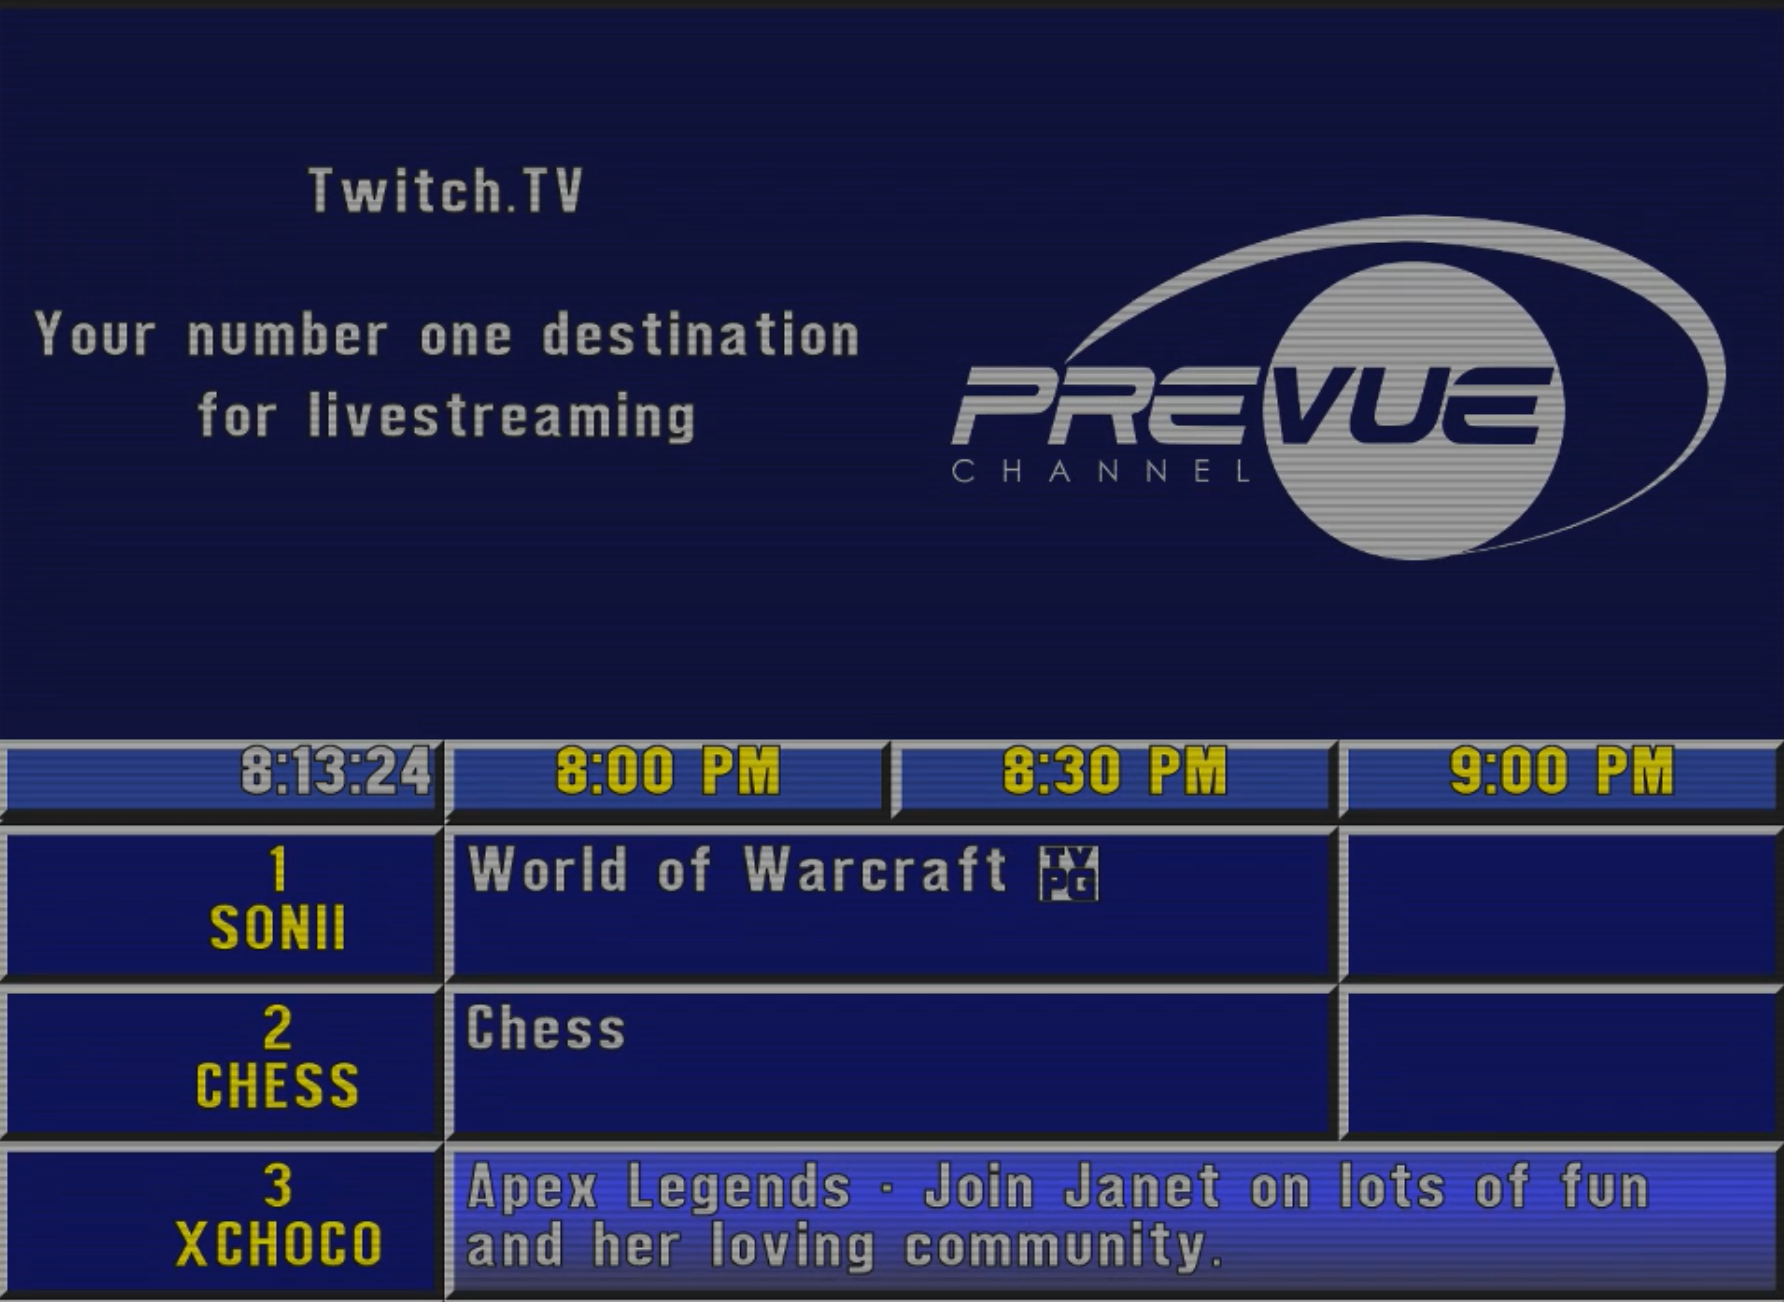 Twitch.TV
Your number one destination
for livestreaming
PREVUE
CHANNEL
8:13:24 8:00 PM 8:30 PM 9:00 PM
1
SONII
World of Warcraft TV PG
2
CHESS
Chess
3
XCHOCO
Apex Legends · Join Janet on lots of fun
and her loving community.